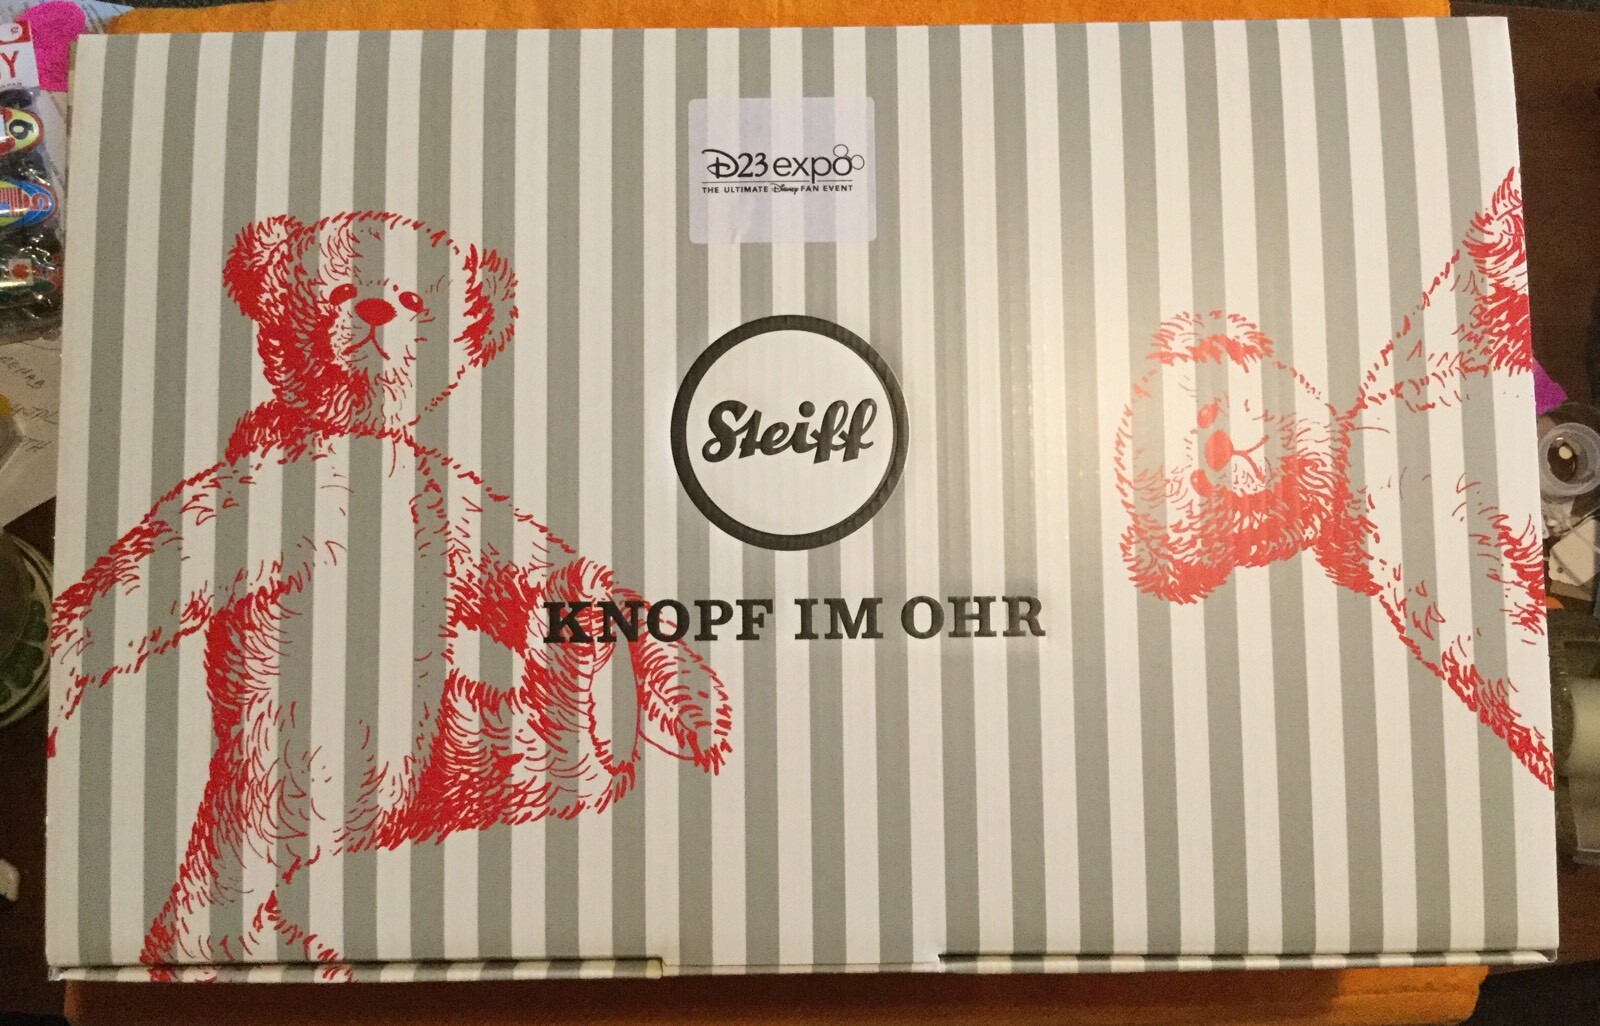 D23 expo
THE ULTIMATE Disney FAN EVENT
Steiff
KNOPF IM OHR